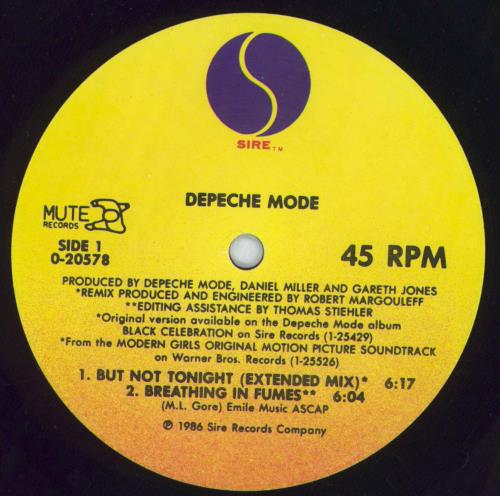 SIRE™
DEPECHE MODE
MUTE
RECORDS
SIDE 1
0-20578
45 RPM
PRODUCED BY DEPECHE MODE, DANIEL MILLER AND GARETH JONES
*REMIX PRODUCED AND ENGINEERED BY ROBERT MARGOULEFF
**EDITING ASSISTANCE BY THOMAS STIEHLER
*Original version available on the Depeche Mode album
BLACK CELEBRATION on Sire Records (1-25429)
*From the MODERN GIRLS ORIGINAL MOTION PICTURE SOUNDTRACK
on Warner Bros. Records (1-25526)
1. BUT NOT TONIGHT (EXTENDED MIX)* 6:17
2. BREATHING IN FUMES** 6:04
(M.L. Gore) Emile Music ASCAP
℗ 1986 Sire Records Company